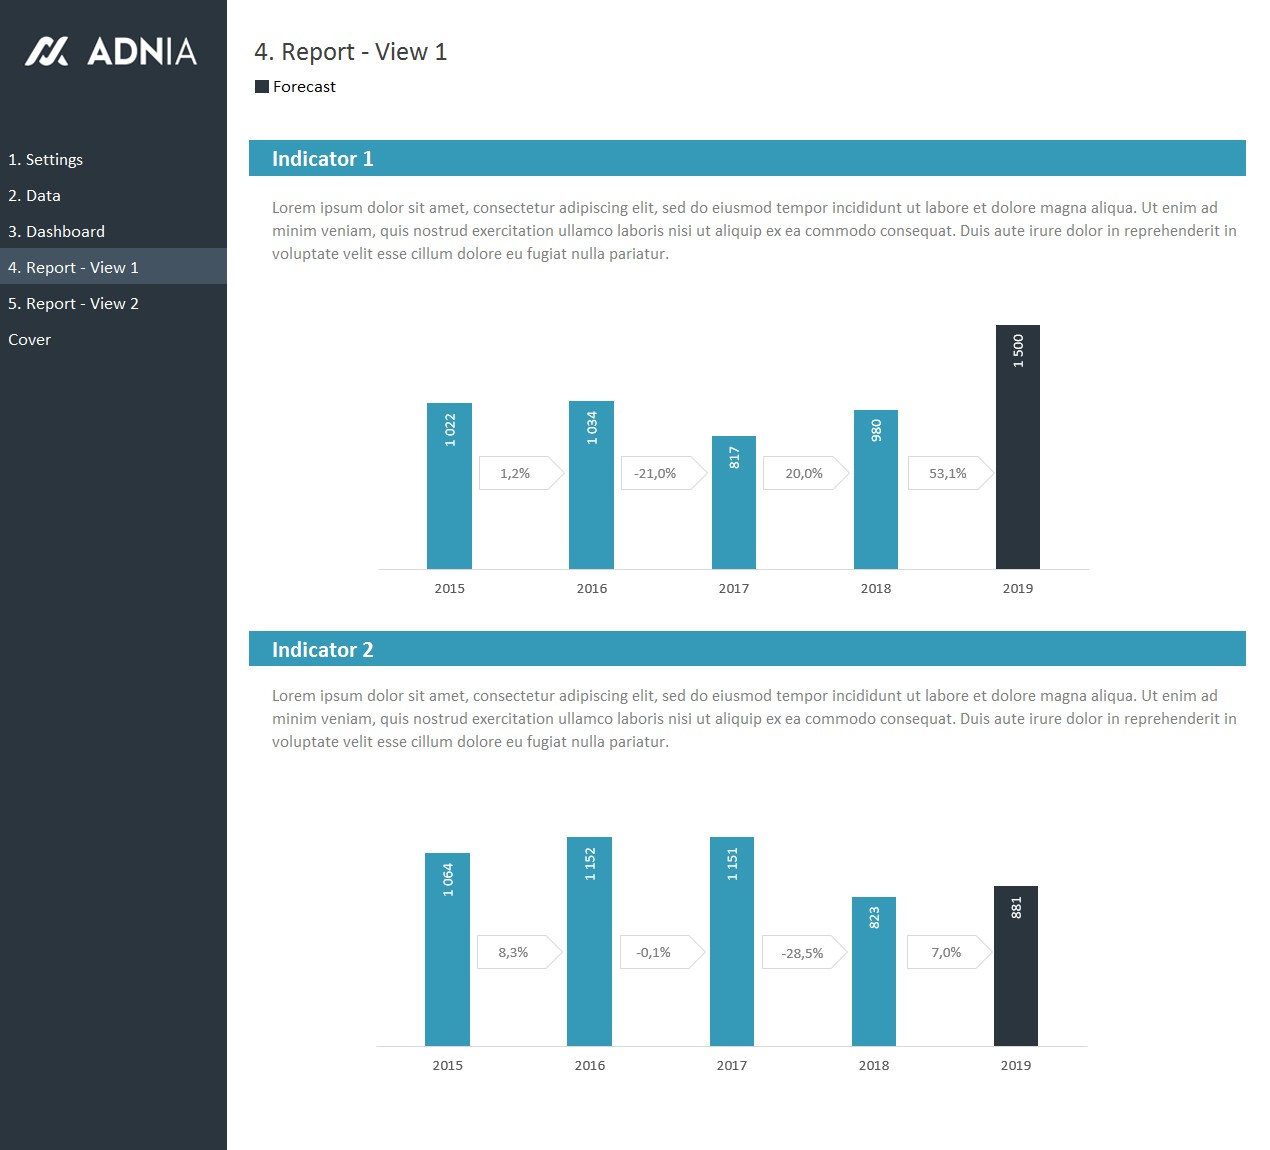 ADNIA
1. Settings
2. Data
3. Dashboard
4. Report - View 1
5. Report - View 2
Cover
4. Report - View 1
Forecast
Indicator 1
Lorem ipsum dolor sit amet, consectetur adipiscing elit, sed do eiusmod tempor incididunt ut labore et dolore magna aliqua. Ut enim ad
minim veniam, quis nostrud exercitation ullamco laboris nisi ut aliquip ex ea commodo consequat. Duis aute irure dolor in reprehenderit in
voluptate velit esse cillum dolore eu fugiat nulla pariatur.
1 022
1 034
817
980
1 500
1,2%
-21,0%
20,0%
53,1%
2015
2016
2017
2018
2019
Indicator 2
Lorem ipsum dolor sit amet, consectetur adipiscing elit, sed do eiusmod tempor incididunt ut labore et dolore magna aliqua. Ut enim ad
minim veniam, quis nostrud exercitation ullamco laboris nisi ut aliquip ex ea commodo consequat. Duis aute irure dolor in reprehenderit in
voluptate velit esse cillum dolore eu fugiat nulla pariatur.
1 064
1 152
1 151
823
881
8,3%
-0,1%
-28,5%
7,0%
2015
2016
2017
2018
2019